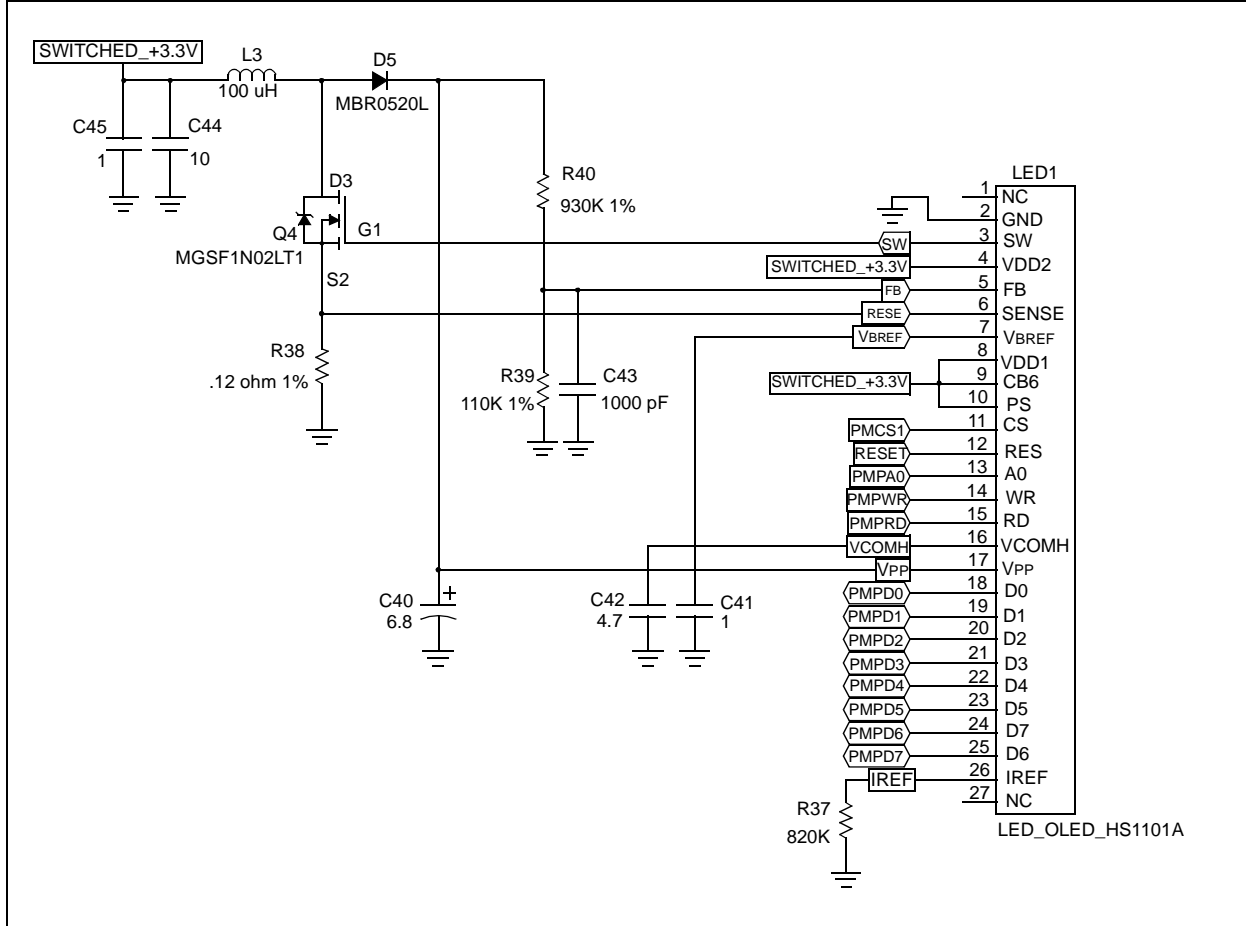 SWITCHED_+3.3V
L3
100 uH
D5
MBR0520L
C45
1
C44
10
D3
Q4
G1
MGSF1N02LT1
S2
R38
.12 ohm 1%
R40
930K 1%
R39
110K 1%
C43
1000 pF
C40
+
6.8
C42
4.7
C41
1
LED1
1 NC
2 GND
SW 3 SW
SWITCHED_+3.3V 4 VDD2
FB 5 FB
RESE 6 SENSE
VBREF 7 VBREF
8 VDD1
SWITCHED_+3.3V 9 CB6
10 PS
PMCS1 11 CS
RESET 12 RES
PMPA0 13 A0
PMPWR 14 WR
PMPRD 15 RD
VCOMH 16 VCOMH
VPP 17 VPP
PMPD0 18 D0
PMPD1 19 D1
PMPD2 20 D2
PMPD3 21 D3
PMPD4 22 D4
PMPD5 23 D5
PMPD6 24 D7
PMPD7 25 D6
IREF 26 IREF
27 NC
R37
820K
LED_OLED_HS1101A